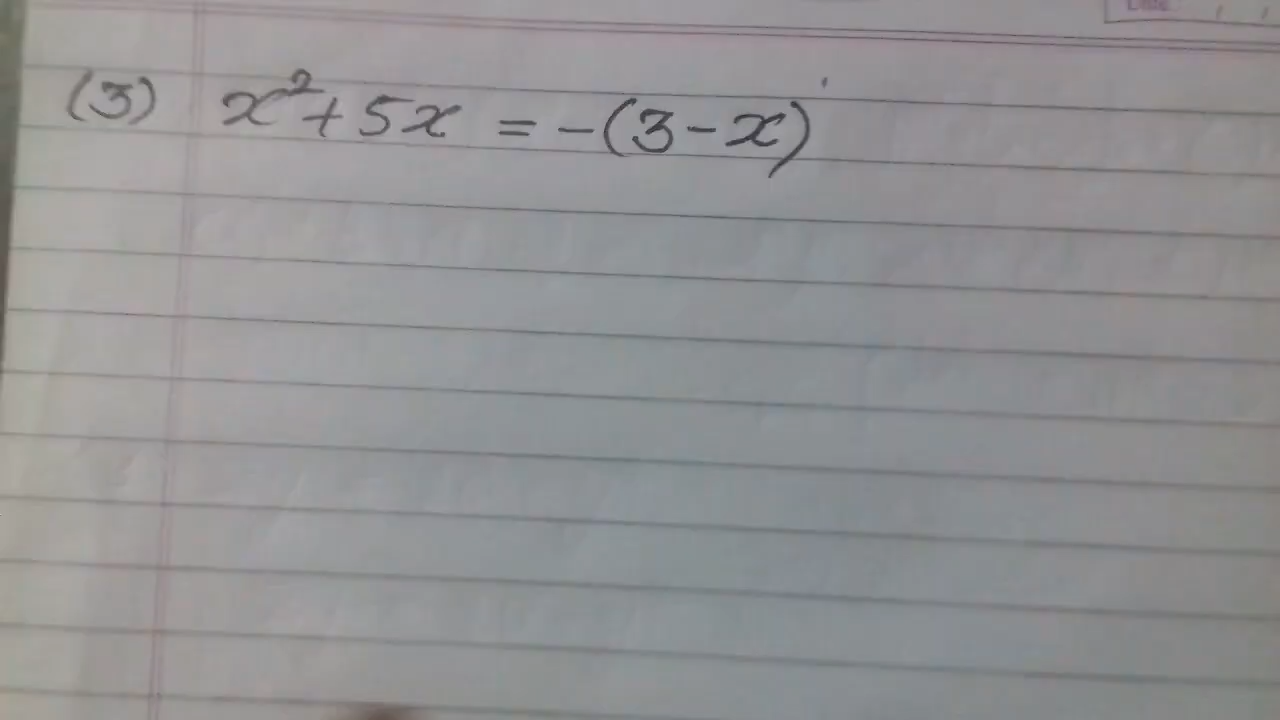 (3) x²+5x = -(3-x)